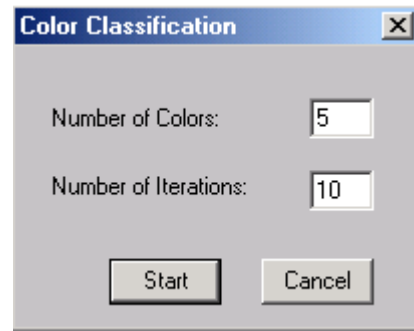 Color Classification
Number of Colors: 5
Number of Iterations: 10
Start Cancel